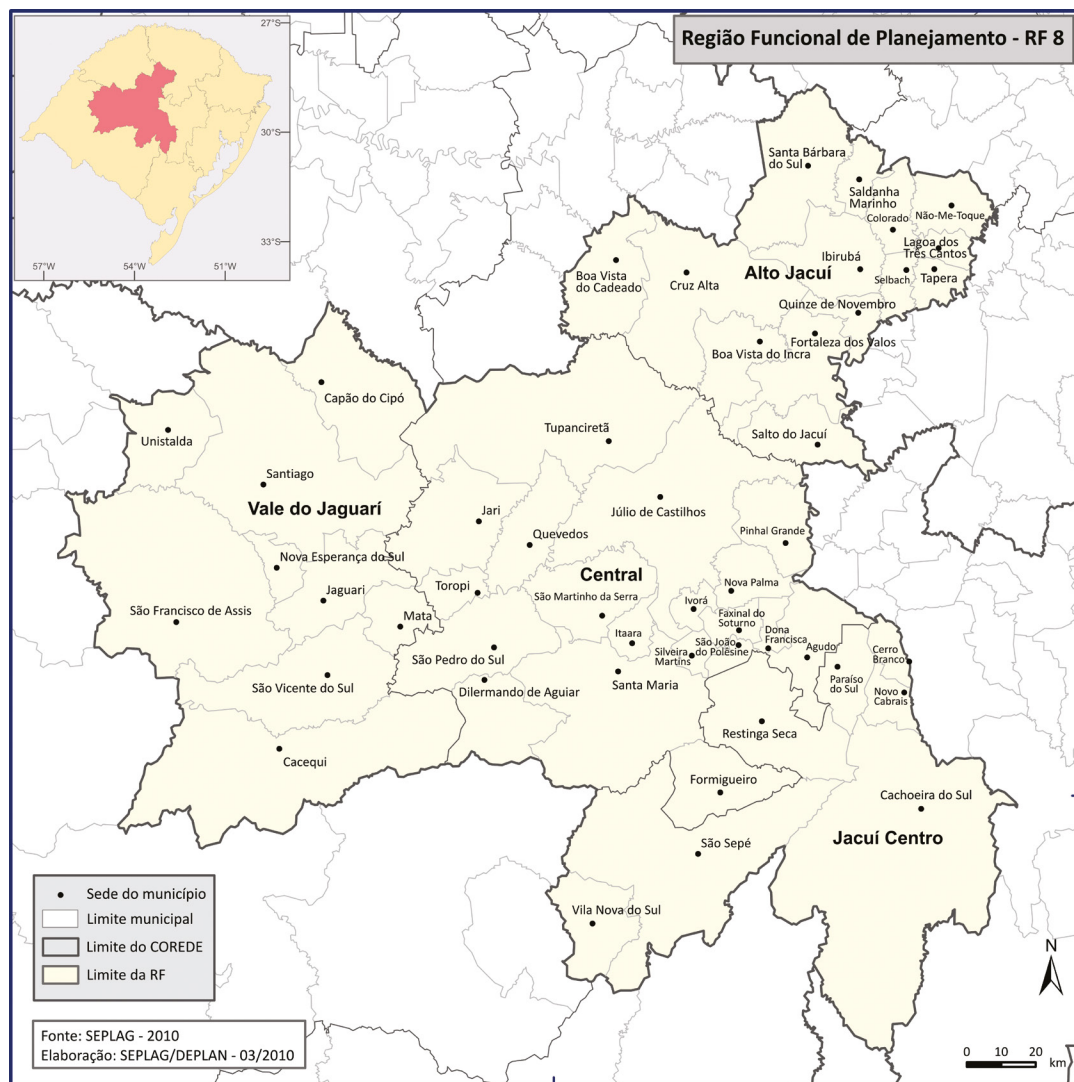 Região Funcional de Planejamento - RF 8
27°S
30°S
33°S
57°W
54°W
51°W
Santa Bárbara
do Sul
Saldanha
Marinho
Colorado
Não-Me-Toque
Lagoa dos
Três Cantos
Ibirubá
Selbach
Tapera
Alto Jacuí
Boa Vista
do Cadeado
Cruz Alta
Quinze de Novembro
Fortaleza dos Valos
Boa Vista do Incra
Salto do Jacuí
Capão do Cipó
Unistalda
Santiago
Vale do Jaguarí
Nova Esperança do Sul
Jaguari
São Francisco de Assis
Mata
São Vicente do Sul
Cacequi
Tupanciretã
Júlio de Castilhos
Jari
Quevedos
Pinhal Grande
Central
Toropi
São Martinho da Serra
Nova Palma
Ivorá
Faxinal do
Soturno
Itaara
Silveira
Martins
São João
do Polêsine
Dona
Francisca
Agudo
Paraíso
do Sul
Cerro
Branco
Novo
Cabrais
São Pedro do Sul
Dilermando de Aguiar
Santa Maria
Restinga Seca
Formigueiro
Cachoeira do Sul
Jacuí Centro
São Sepé
Vila Nova do Sul
Sede do município
Limite municipal
Limite do COREDE
Limite da RF
Fonte: SEPLAG - 2010
Elaboração: SEPLAG/DEPLAN - 03/2010
N
0 10 20
km